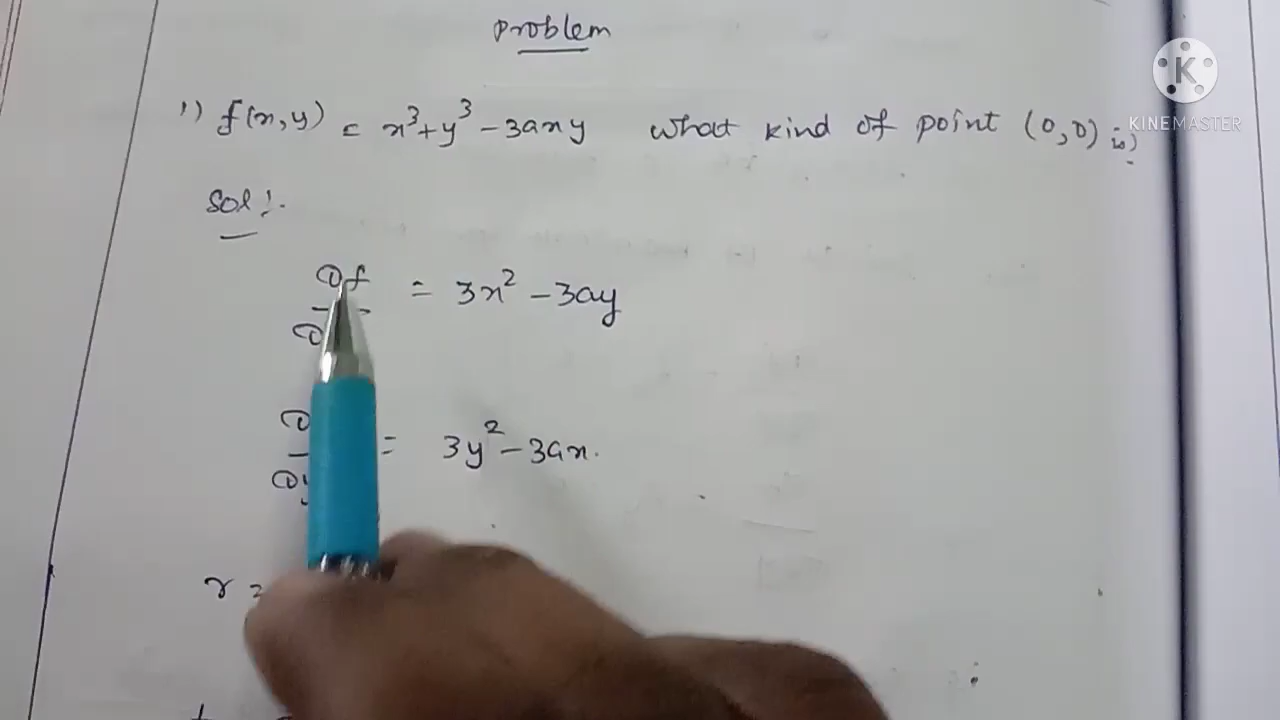 Problem
1) f(x,y) = x³+y³-3axy what kind of point (0,0) is)
K
KINEMASTER
Sol:-
∂f = 3x² - 3ay
∂
= 3y² - 3ax.
∂y
r =